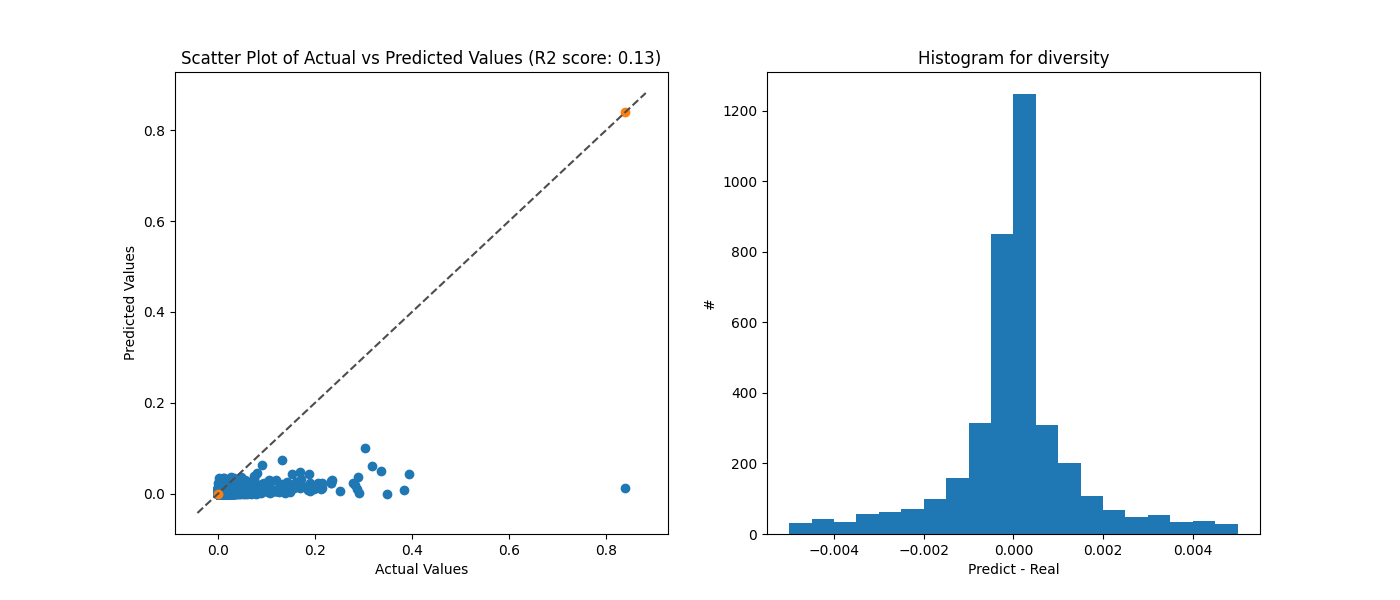 Scatter Plot of Actual vs Predicted Values (R2 score: 0.13)
0.8
0.6
0.4
0.2
0.0
Predicted Values
0.0 0.2 0.4 0.6 0.8
Actual Values
Histogram for diversity
1200
1000
800
600
400
200
0
#
−0.004 −0.002 0.000 0.002 0.004
Predict - Real